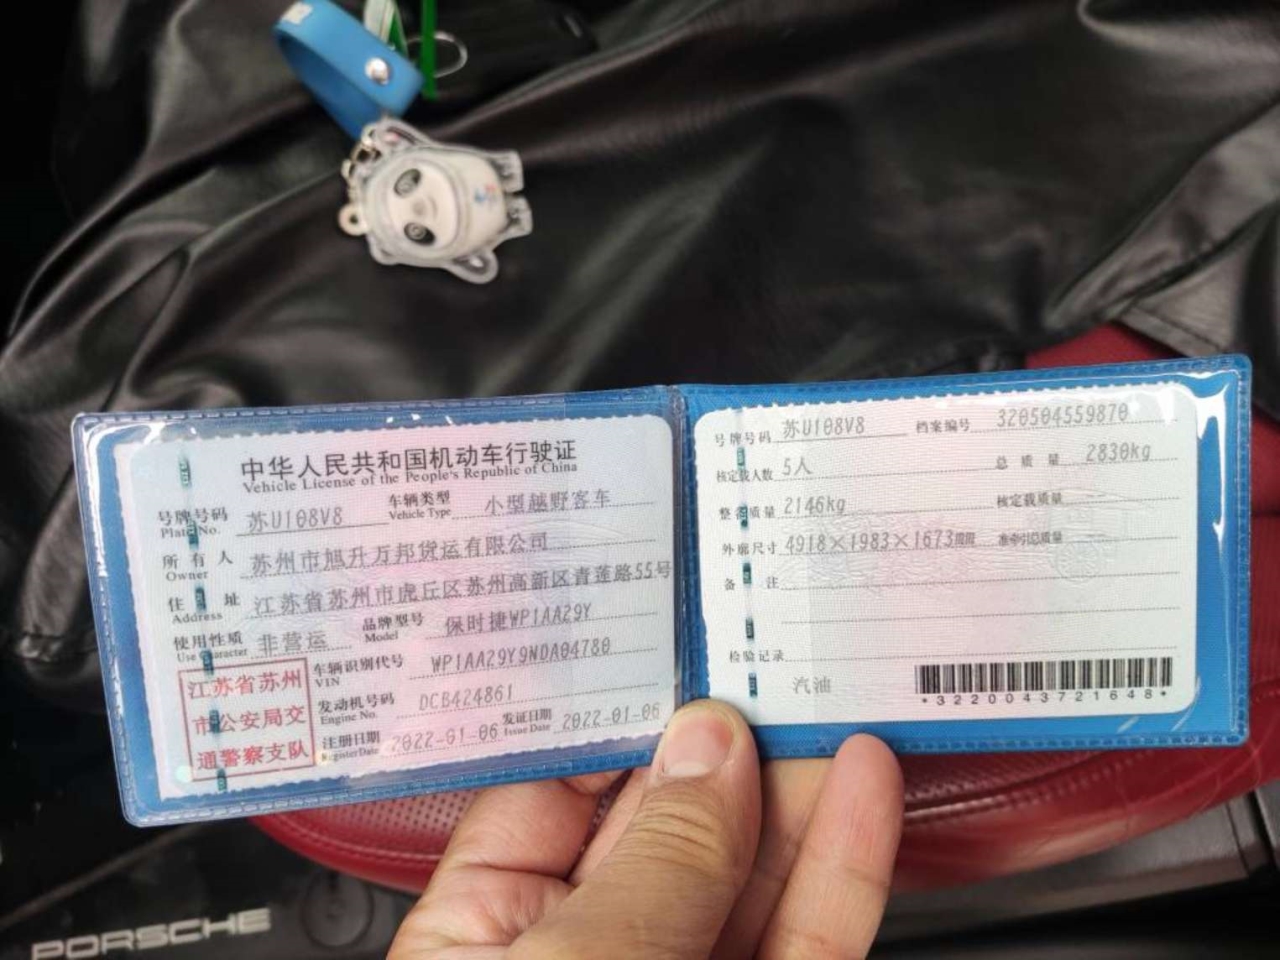 中华人民共和国机动车行驶证
Vehicle License of the People's Republic of China
号牌号码 苏U108V8 车辆类型 小型越野客车
Plate No. Vehicle Type
所有人 苏州市旭升万邦货运有限公司
Owner
住址 江苏省苏州市虎丘区苏州高新区青莲路55号
Address
使用性质 非营运 品牌型号 保时捷WP1AA29Y
Use Character Model
车辆识别代号 WP1AA29Y9NDA04780
VIN
发动机号码 DCB424861
Engine No.
注册日期 2022-01-06 发证日期 2022-01-06
Register Date Issue Date
江苏省苏州
市公安局交
通警察支队
号牌号码 苏U108V8 档案编号 320504559870
核定载人数 5人 总质量 2830kg
整备质量 2146kg 核定载质量
外廓尺寸 4918×1983×1673mm 准牵引总质量
备注
检验记录
汽油
*3220043721648*
PORSCHE